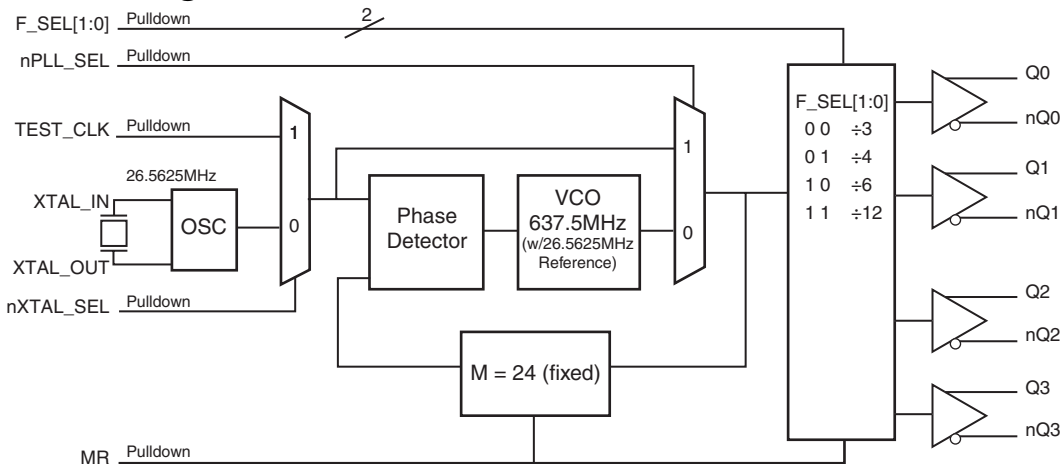 F_SEL[1:0] Pulldown 2
nPLL_SEL Pulldown
TEST_CLK Pulldown
26.5625MHz
XTAL_IN
OSC
XTAL_OUT
nXTAL_SEL Pulldown
1
0
Phase
Detector
VCO
637.5MHz
(w/26.5625MHz
Reference)
1
0
M = 24 (fixed)
MR Pulldown
F_SEL[1:0]
0 0 ÷3
0 1 ÷4
1 0 ÷6
1 1 ÷12
Q0
nQ0
Q1
nQ1
Q2
nQ2
Q3
nQ3